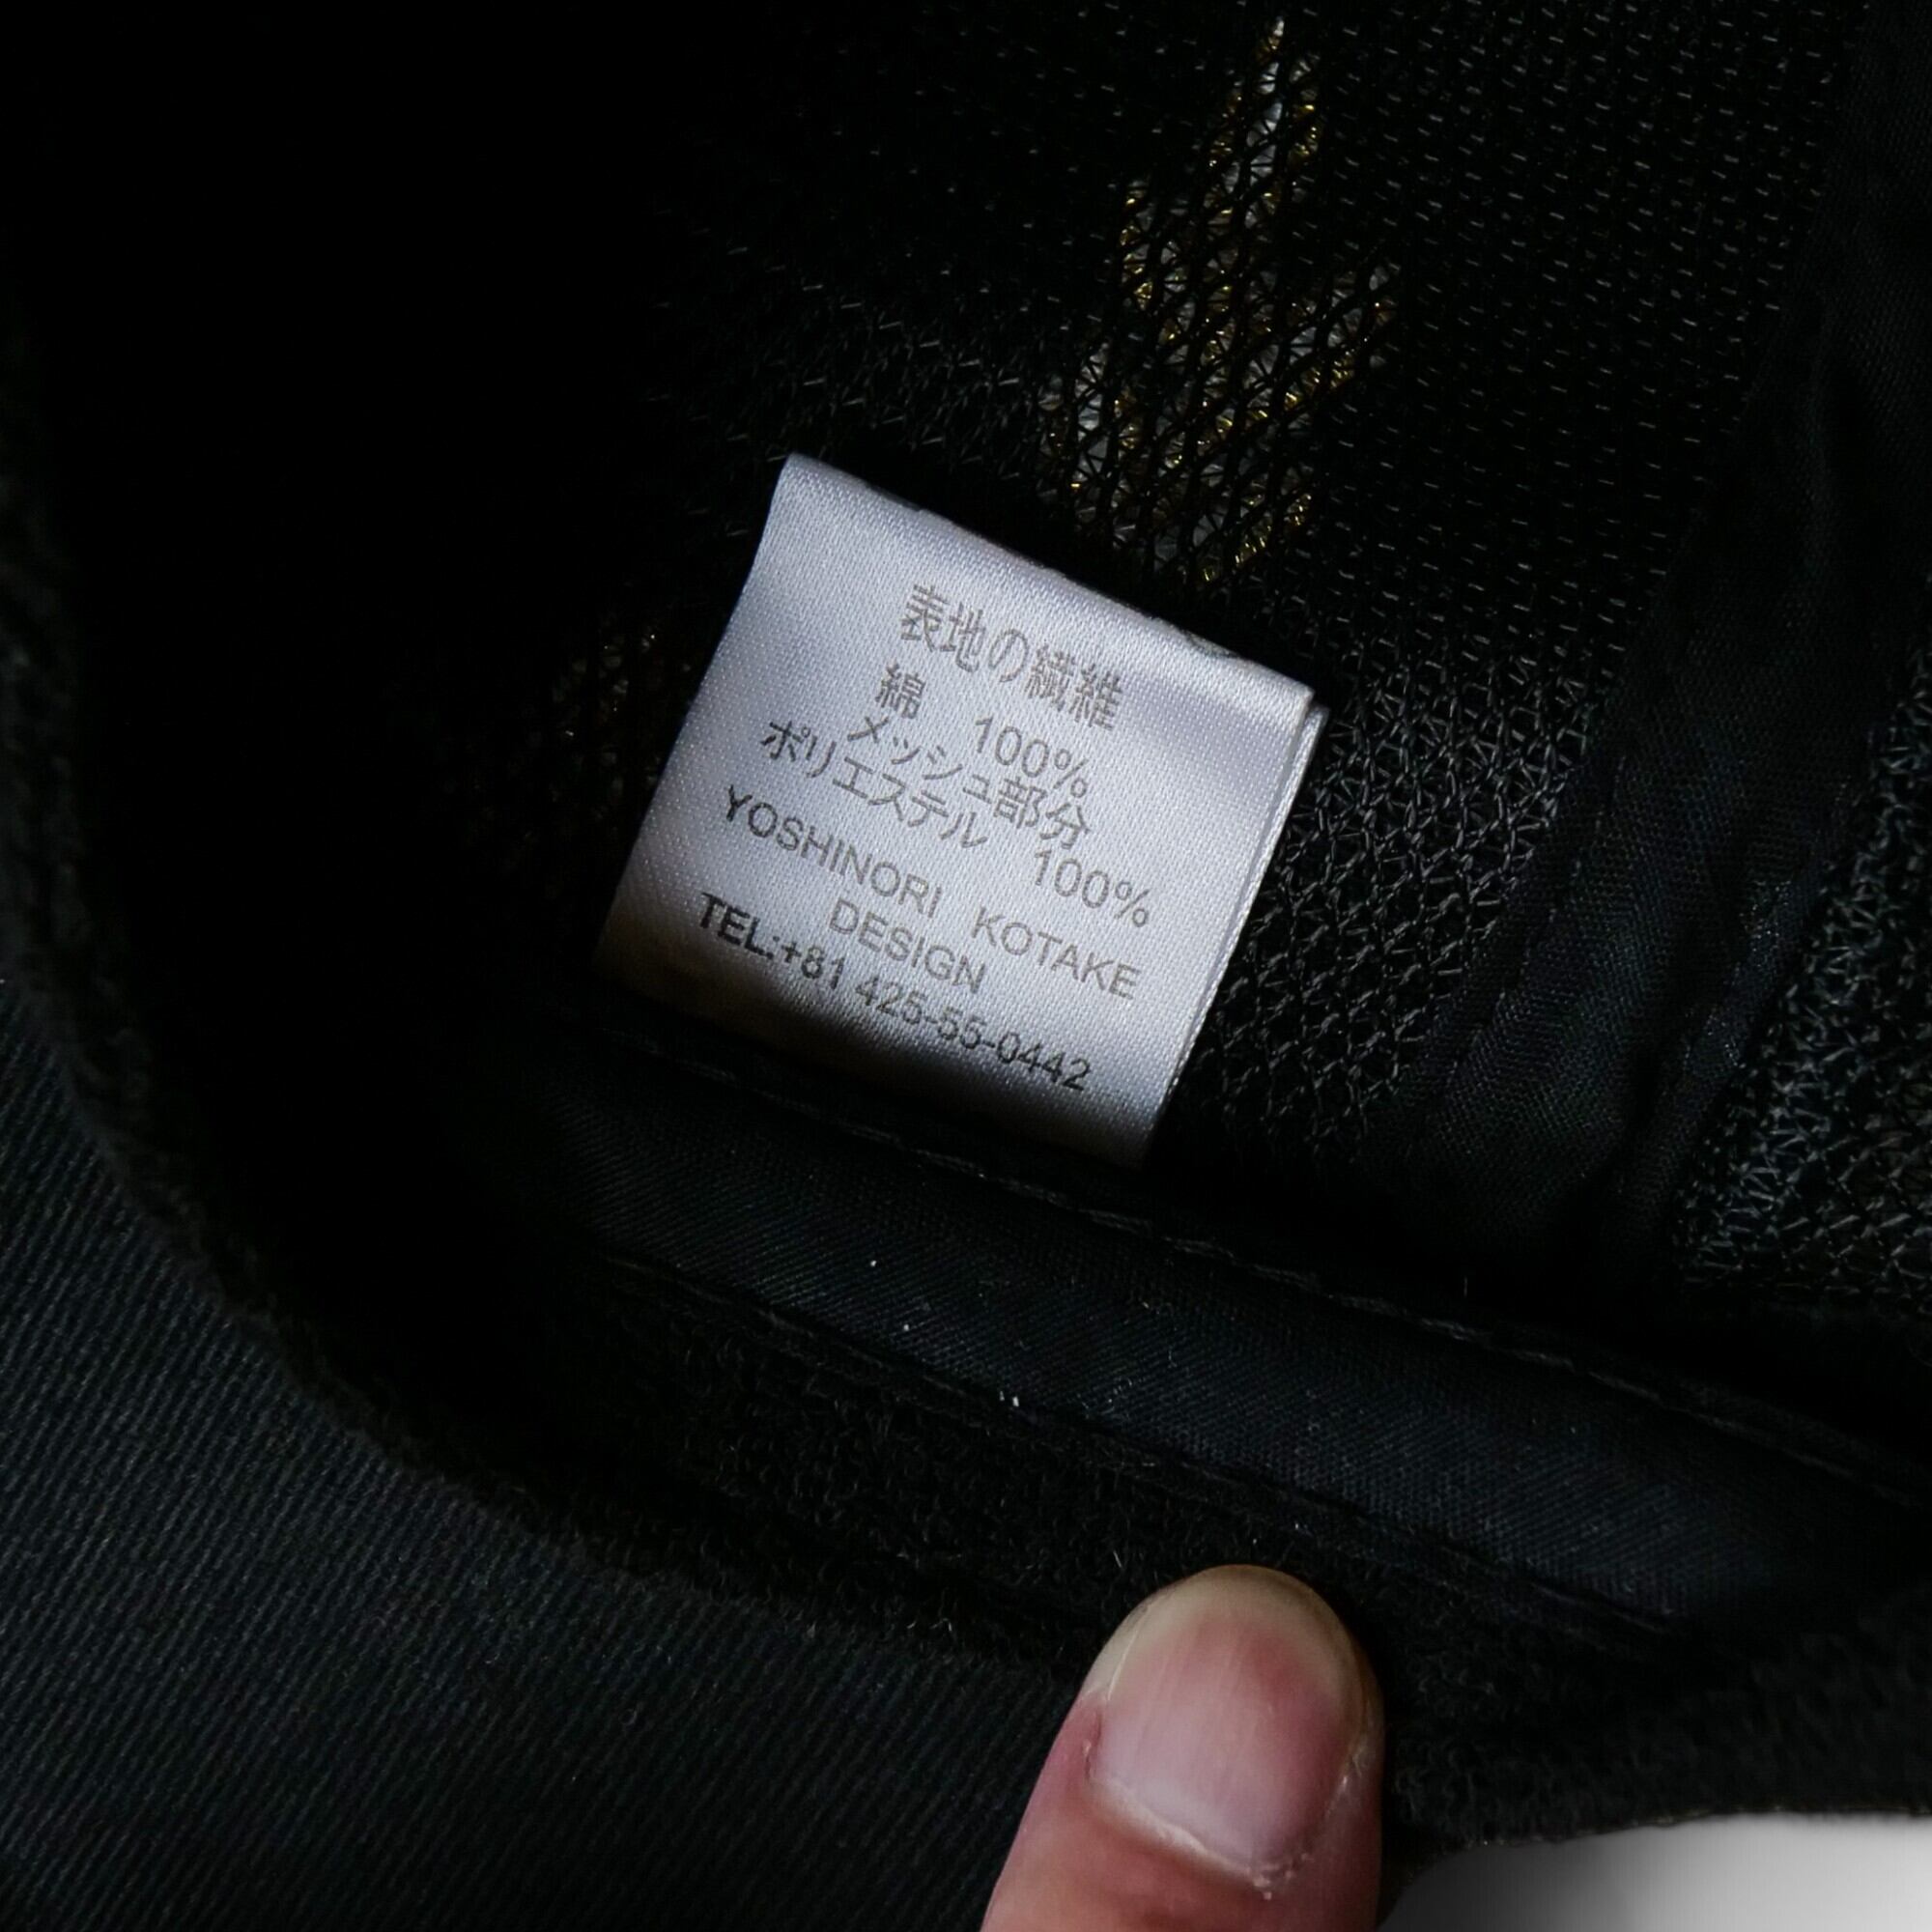 表地の繊維
綿 100%
メッシュ部分
ポリエステル 100%
YOSHINORI KOTAKE
DESIGN
TEL:+81 425-55-0442